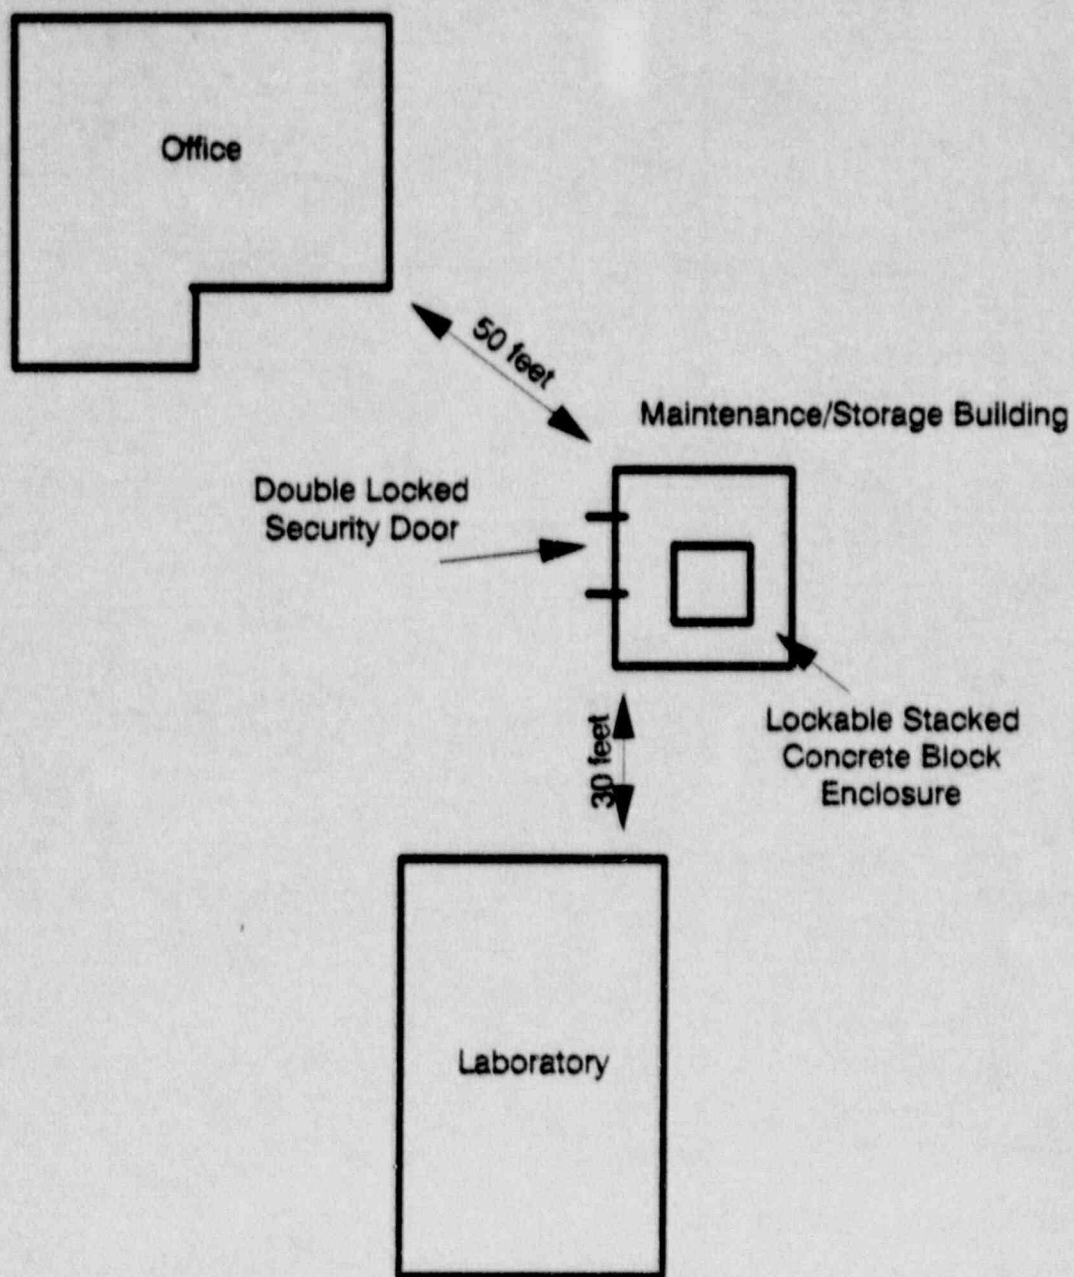 Office
50 feet
Maintenance/Storage Building
Double Locked
Security Door
30 feet
Lockable Stacked
Concrete Block
Enclosure
Laboratory